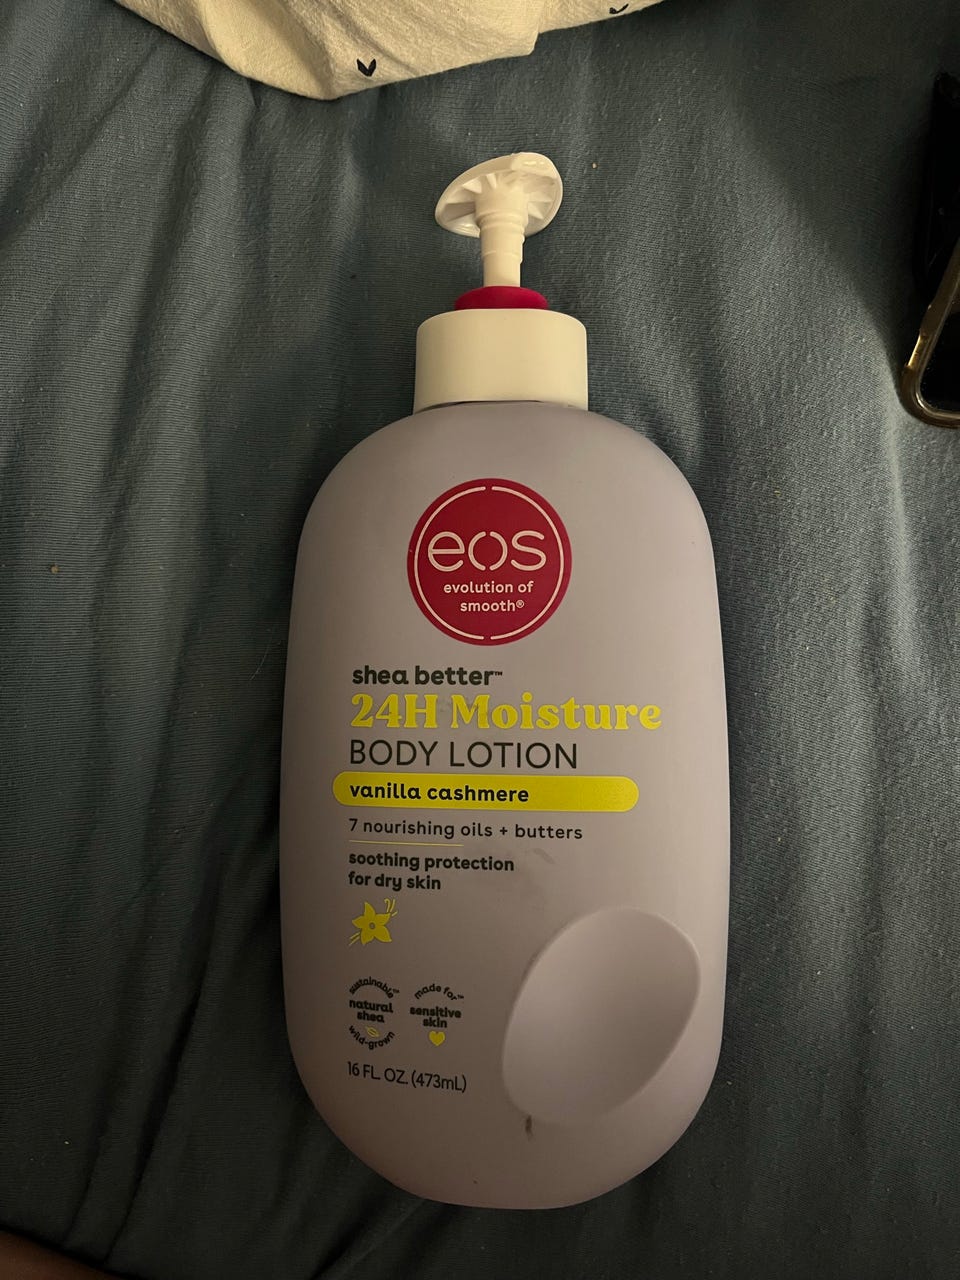 eos
evolution of
smooth®
shea better™
24H Moisture
BODY LOTION
vanilla cashmere
7 nourishing oils + butters
soothing protection
for dry skin
sustainable™
natural
shea
wild-grown
made for™
sensitive
skin
16 FL. OZ. (473mL)